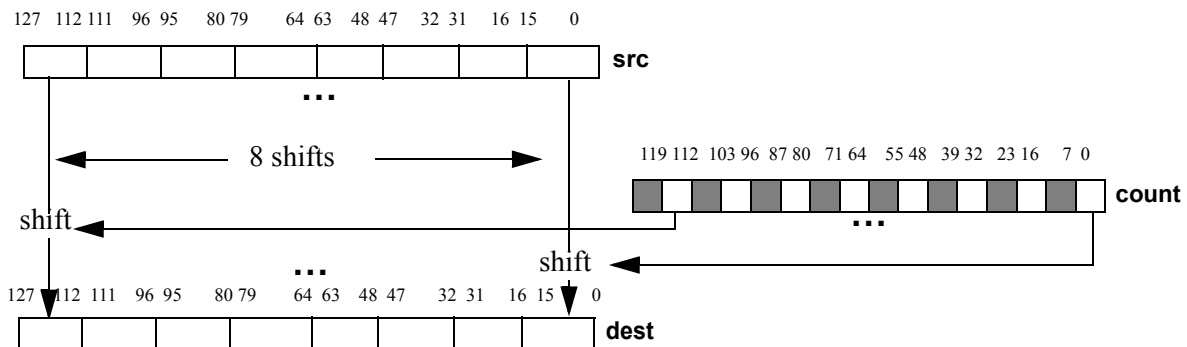 127 112 111 96 95 80 79 64 63 48 47 32 31 16 15 0
src
...
8 shifts
119 112 103 96 87 80 71 64 55 48 39 32 23 16 7 0
count
...
shift
shift
...
127 112 111 96 95 80 79 64 63 48 47 32 31 16 15 0
dest